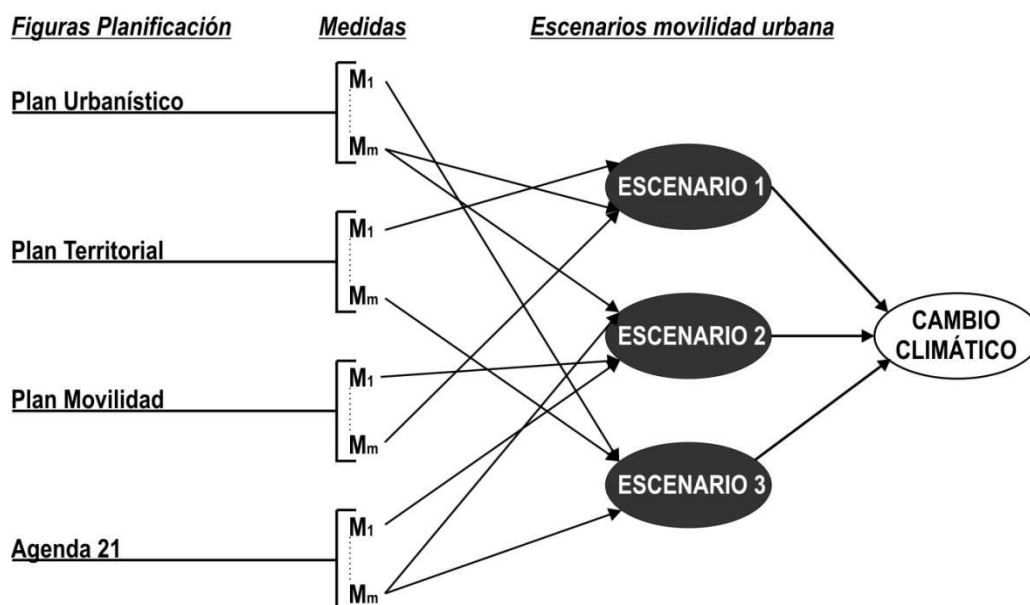 Figuras Planificación
Medidas
Escenarios movilidad urbana
Plan Urbanístico
M1
Mm
Plan Territorial
M1
Mm
Plan Movilidad
M1
Mm
Agenda 21
M1
Mm
ESCENARIO 1
ESCENARIO 2
ESCENARIO 3
CAMBIO
CLIMÁTICO